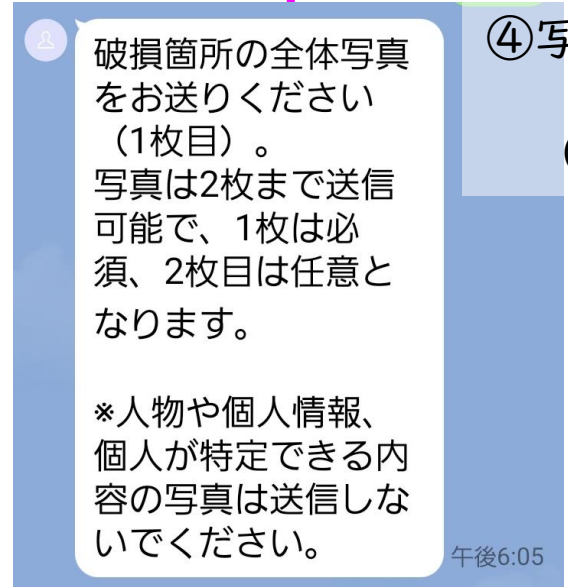 破損箇所の全体写真
をお送りください
（1枚目）。
写真は2枚まで送信
可能で、1枚は必
須、2枚目は任意と
なります。
※人物や個人情報、
個人が特定できる内
容の写真は送信しな
いでください。
午後6:05
④写